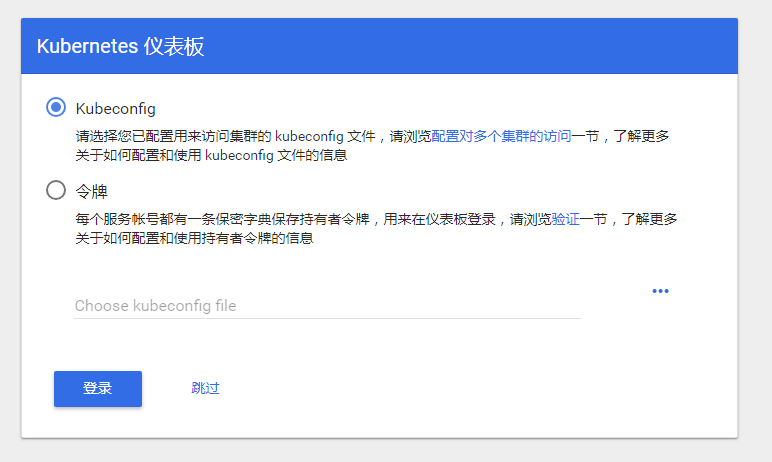 Kubernetes 仪表板
Kubeconfig
请选择您已配置用来访问集群的 kubeconfig 文件，请浏览配置对多个集群的访问一节，了解更多
关于如何配置和使用 kubeconfig 文件的信息
令牌
每个服务帐号都有一条保密字典保存持有者令牌，用来在仪表板登录，请浏览验证一节，了解更多
关于如何配置和使用持有者令牌的信息
Choose kubeconfig file
登录 跳过